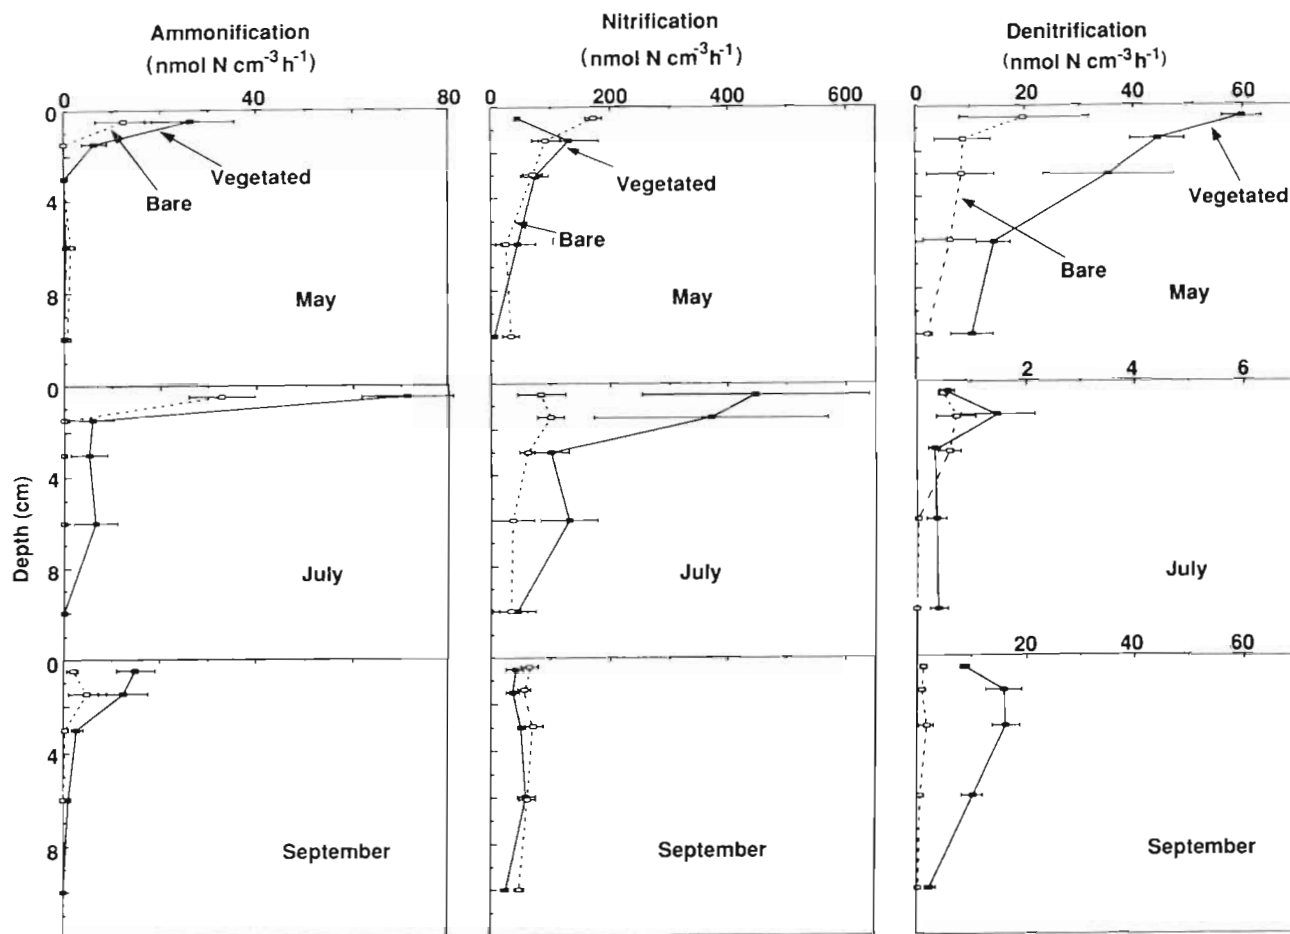 Ammonification
(nmol N cm-3 h-1)
Nitrification
(nmol N cm-3 h-1)
Denitrification
(nmol N cm-3 h-1)
0 40 80
0 200 400 600
0 20 40 60
0
4
8
Vegetated
Bare
May
Vegetated
Bare
May
Vegetated
Bare
May
2 4 6
Depth (cm)
0
4
8
July
July
July
20 40 60
0
4
8
September
September
September